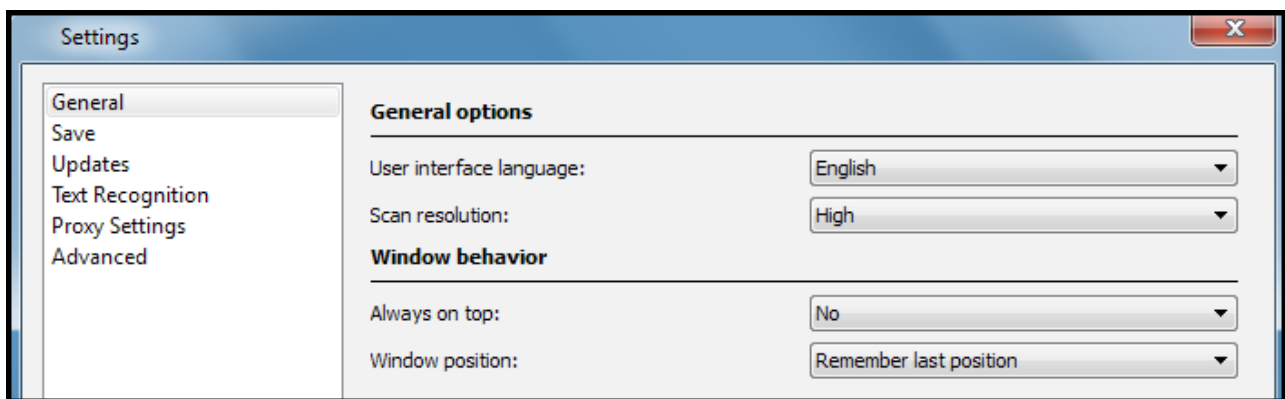 Settings
General
Save
Updates
Text Recognition
Proxy Settings
Advanced
General options
User interface language: English
Scan resolution: High
Window behavior
Always on top: No
Window position: Remember last position